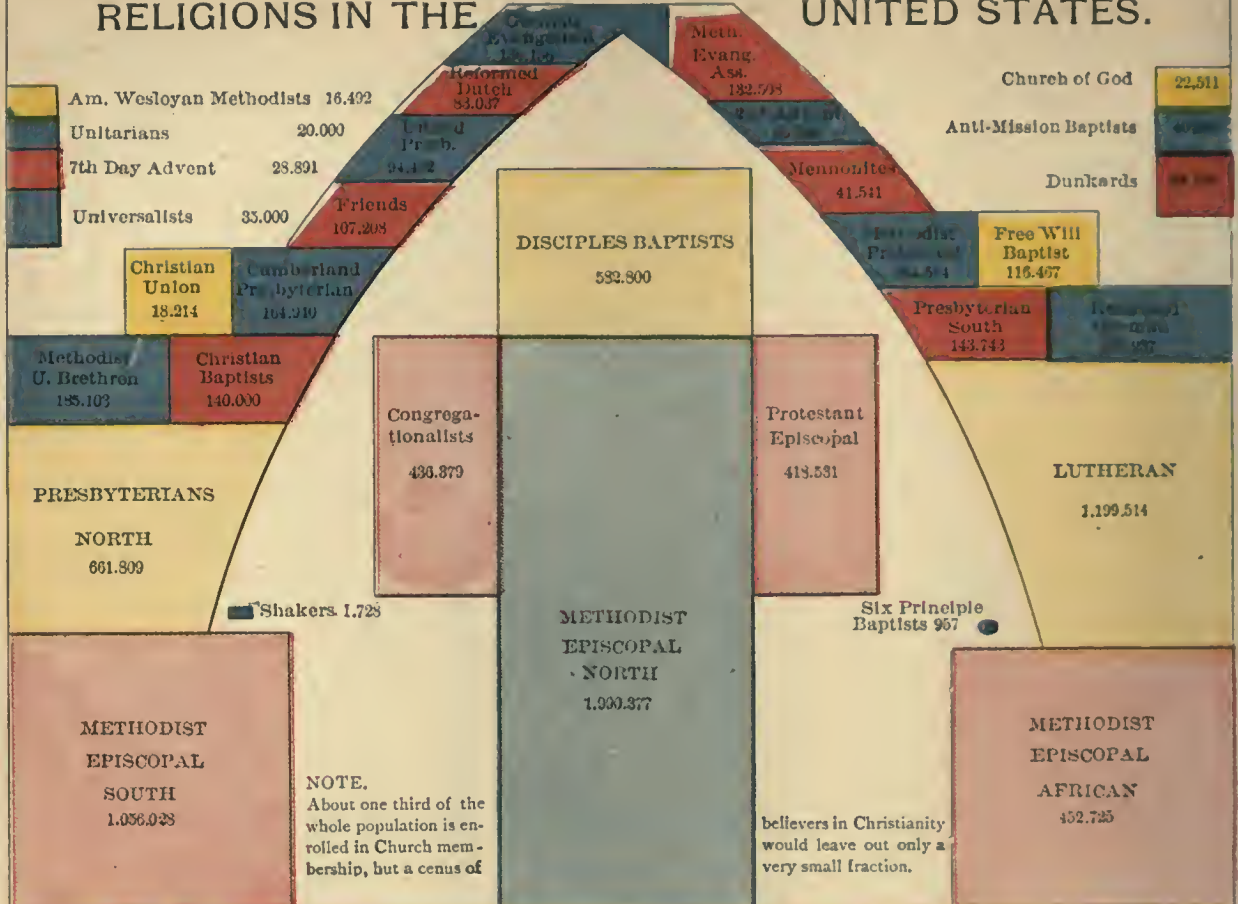 RELIGIONS IN THE UNITED STATES.
Am. Wesloyan Methodists 16.492
Unitarians 20.000
7th Day Advent 28.891
Universalists 35.000
Church of God 22,511
Anti-Mission Baptists
Dunkards
Evangelical
Reformed
Dutch
Meth.
Evang.
Ass.
Friends
107,208
Mennonites
41.541
Christian
Union
18.214
Cumberland
Presbyterian
Methodist
Free Will
Baptist
116.467
Methodist
U. Brethren
Christian
Baptists
140.000
Presbyterian
South
143.743
DISCIPLES BAPTISTS
582.800
Congrega-
tionalists
436.379
Protestant
Episcopal
418.531
PRESBYTERIANS
NORTH
661.809
LUTHERAN
1.199.514
Shakers 1.728
Six Principle
Baptists 957
METHODIST
EPISCOPAL
NORTH
METHODIST
EPISCOPAL
SOUTH
1.056.028
METHODIST
EPISCOPAL
AFRICAN
452.725
NOTE.
About one third of the
whole population is en-
rolled in Church mem-
bership, but a cenus of
believers in Christianity
would leave out only a
very small fraction.